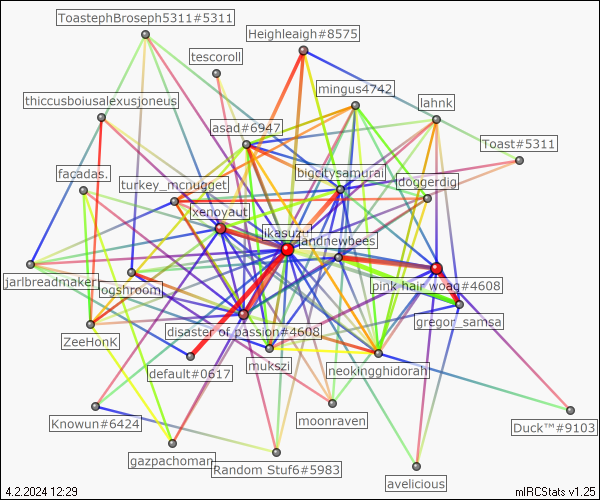 ToastephBroseph5311#5311
Heighleaigh#8575
tescoroll
mingus4742
thiccusboiusalexusjoneus
lahnk
asad#6947
Toast#5311
facadas.
bigcitysamurai
turkey_mcnugget
doggerdig
xenoyaut
ikasuzu
andnewbees
jarlbreadmaker
ogshroom.
pink hair woag#4608
gregor_samsa
disaster of passion#4608
ZeeHonk
mukszi
default#0617
neokingghidorah
Knowun#6424
moonraven
Duck™#9103
gazpachoman
Random Stuf6#5983
avelicious
4.2.2024 12:29
mIRCStats v1.25